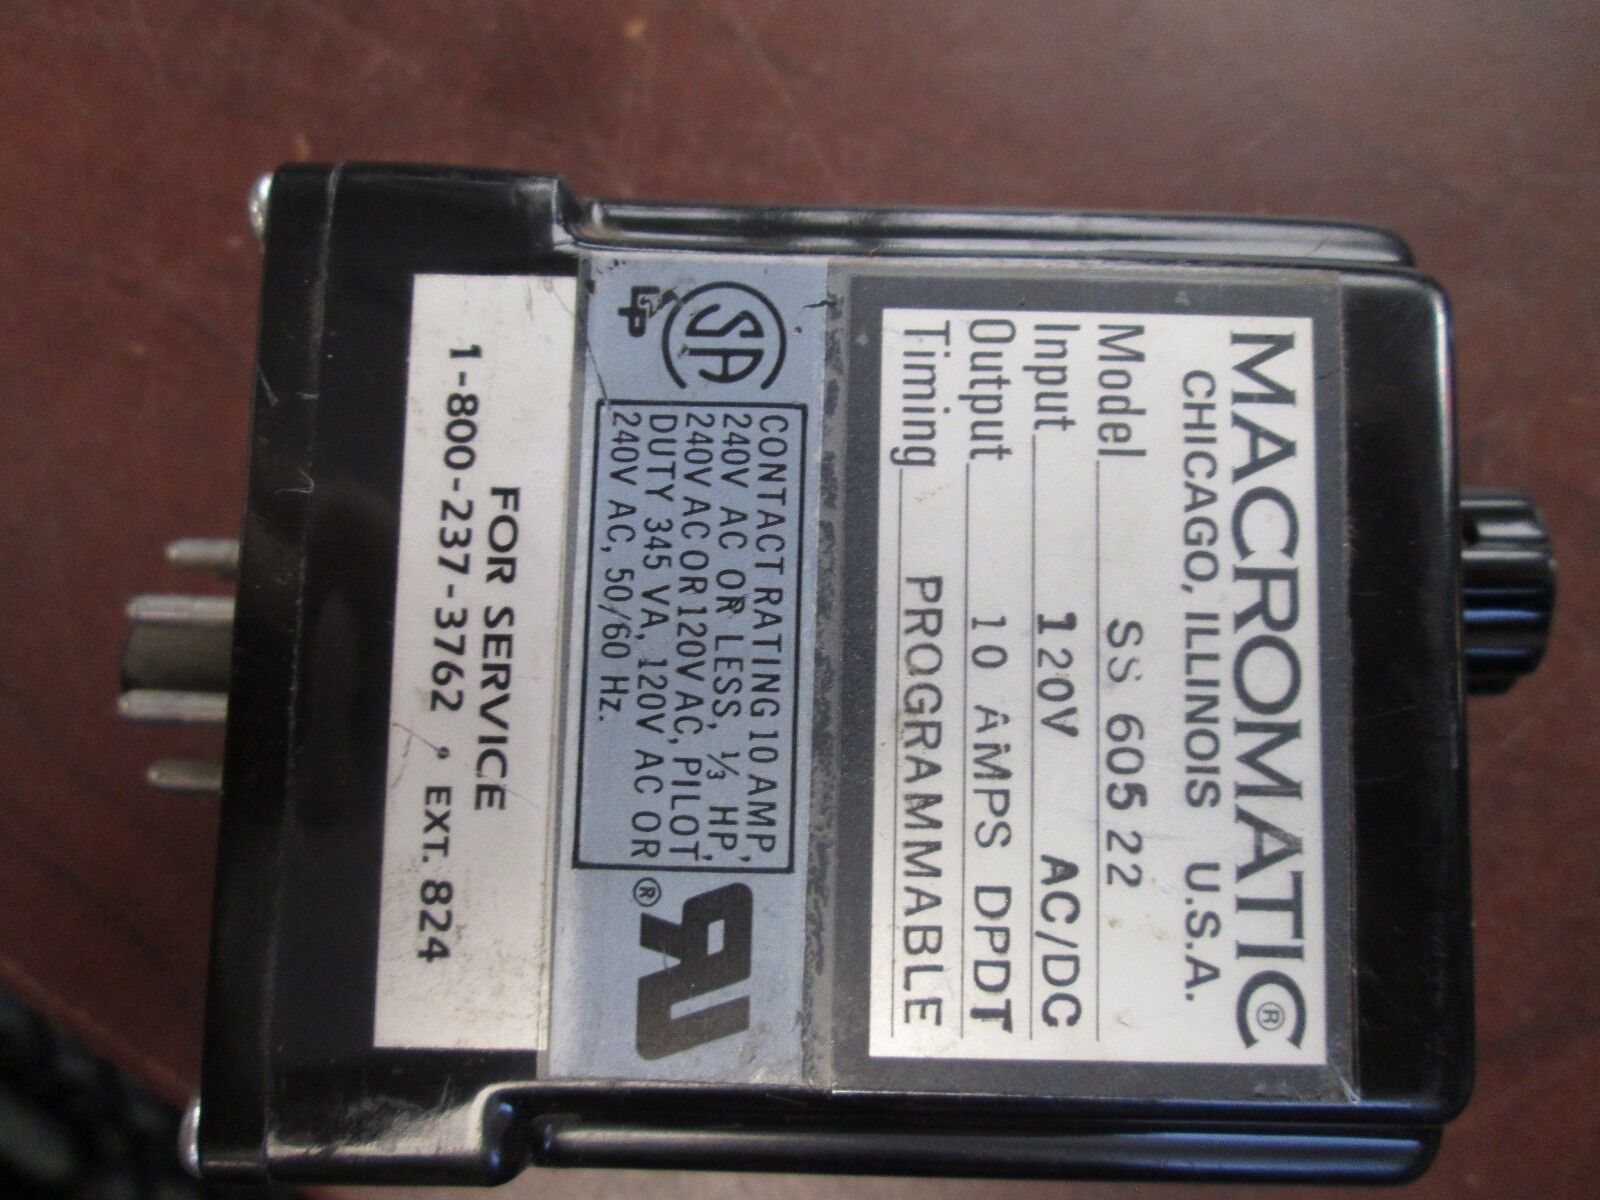 MACROMATIC®
CHICAGO, ILLINOIS U.S.A.
Model SS 60522
Input 120V AC/DC
Output 10 AMPS DPDT
Timing PROGRAMMABLE
SA
CONTACT RATING 10 AMP,
240V AC OR LESS, 1/3 HP,
240V AC OR 120V AC, PILOT
DUTY 345 VA, 120V AC OR
240V AC, 50/60 Hz.
®
FOR SERVICE
1-800-237-3762, EXT. 824